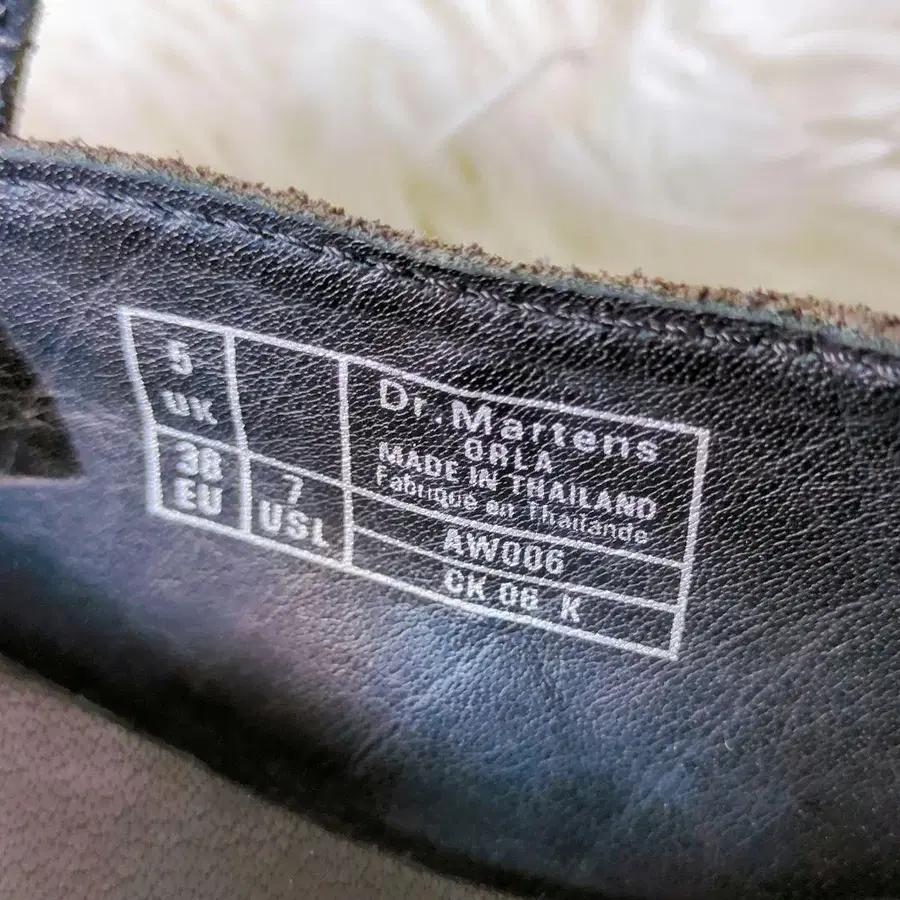 5
UK
38
EU
7
USL
Dr. Martens
ORLA
MADE IN THAILAND
Fabriqué en Thaïlande
AW006
CK 06 K